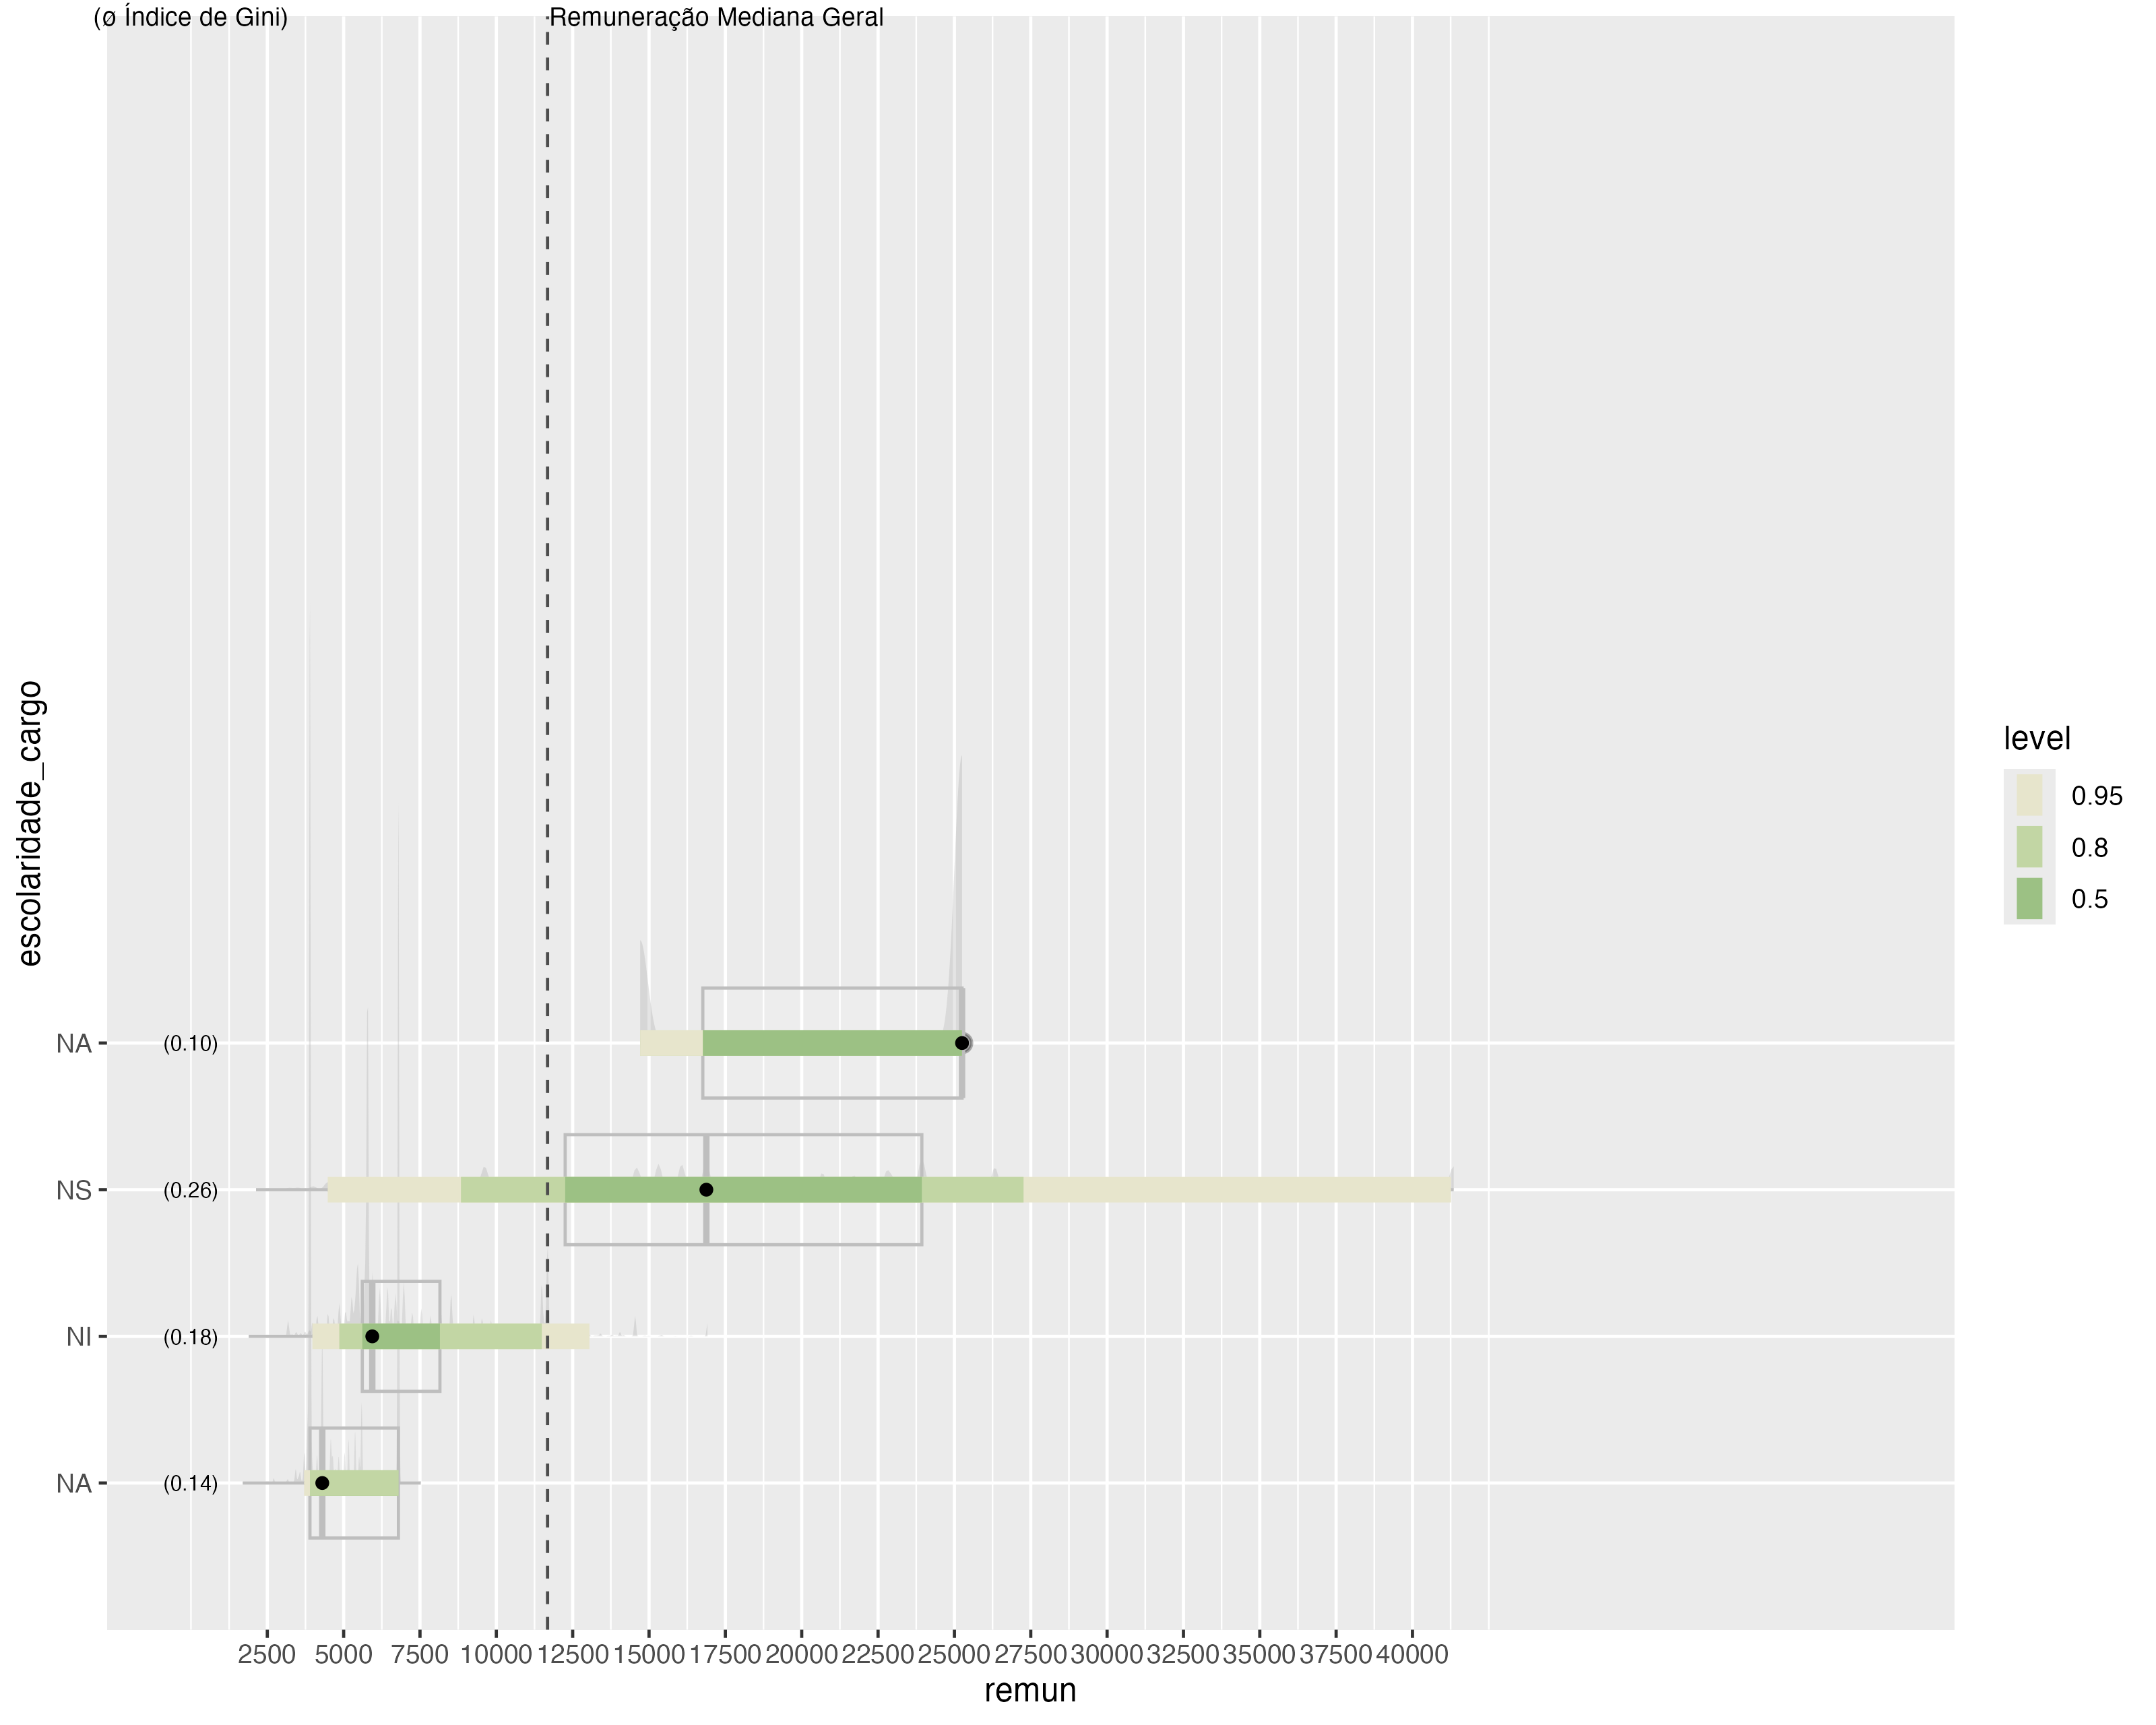 (ø Índice de Gini)
Remuneração Mediana Geral
escolaridade_cargo
NA
(0.10)
NS
(0.26)
NI
(0.18)
NA
(0.14)
2500 5000 7500 10000 12500 15000 17500 20000 22500 25000 27500 30000 32500 35000 37500 40000
remun
level
0.95
0.8
0.5